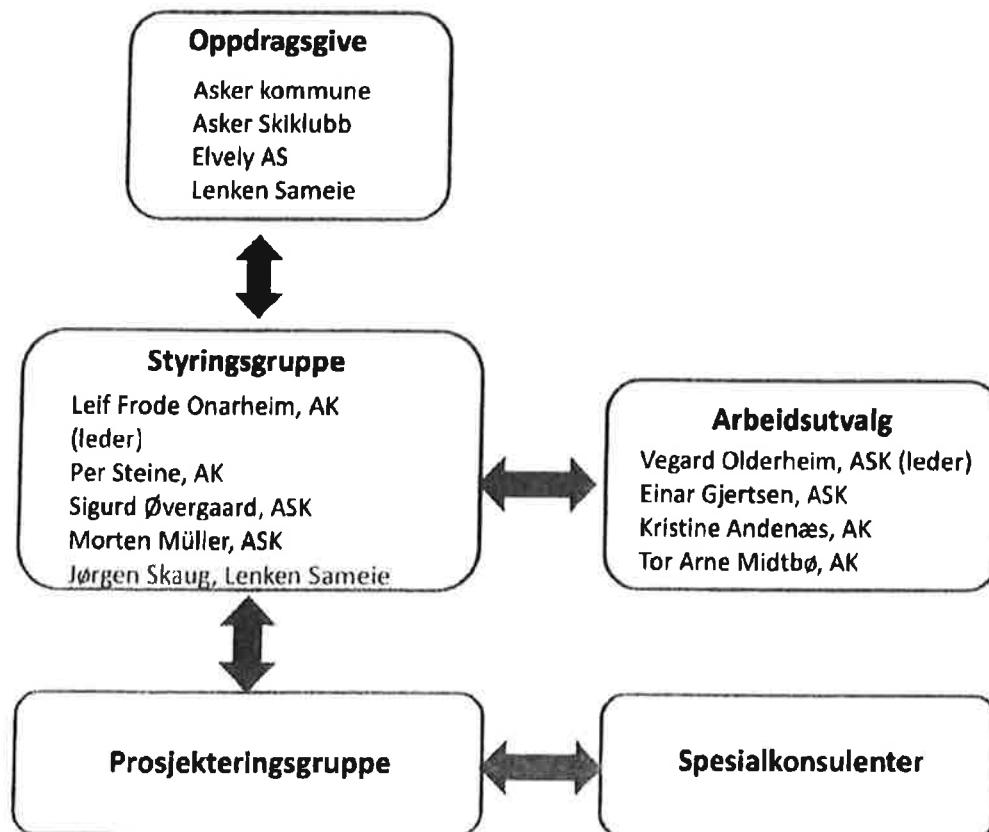 Oppdragsgive
Asker kommune
Asker Skiklubb
Elvely AS
Lenken Sameie
Styringsgruppe
Leif Frode Onarheim, AK
(leder)
Per Steine, AK
Sigurd Øvergaard, ASK
Morten Müller, ASK
Jørgen Skaug, Lenken Sameie
Arbeidsutvalg
Vegard Olderheim, ASK (leder)
Einar Gjertsen, ASK
Kristine Andenæs, AK
Tor Arne Midtbø, AK
Prosjekteringsgruppe
Spesialkonsulenter